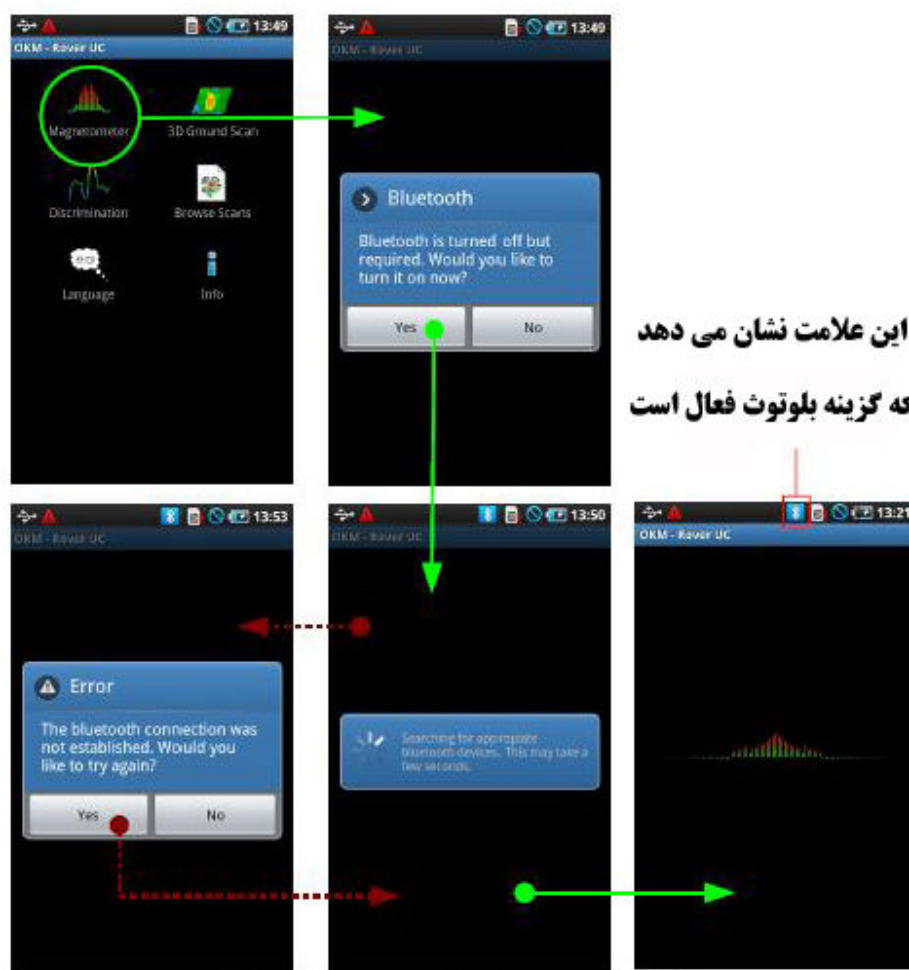 13:49
OKM - Rover UC
Magnetometer
3D Ground Scan
Discrimination
Browse Scans
Language
Info
13:49
OKM - Rover UC
Bluetooth
Bluetooth is turned off but
required. Would you like to
turn it on now?
Yes
No
این علامت نشان می دهد
که گزینه بلوتوث فعال است
13:53
OKM - Rover UC
Error
The bluetooth connection was
not established. Would you
like to try again?
Yes
No
13:50
OKM - Rover UC
Searching for appropriate
bluetooth devices. This may take a
few seconds.
13:21
OKM - Rover UC